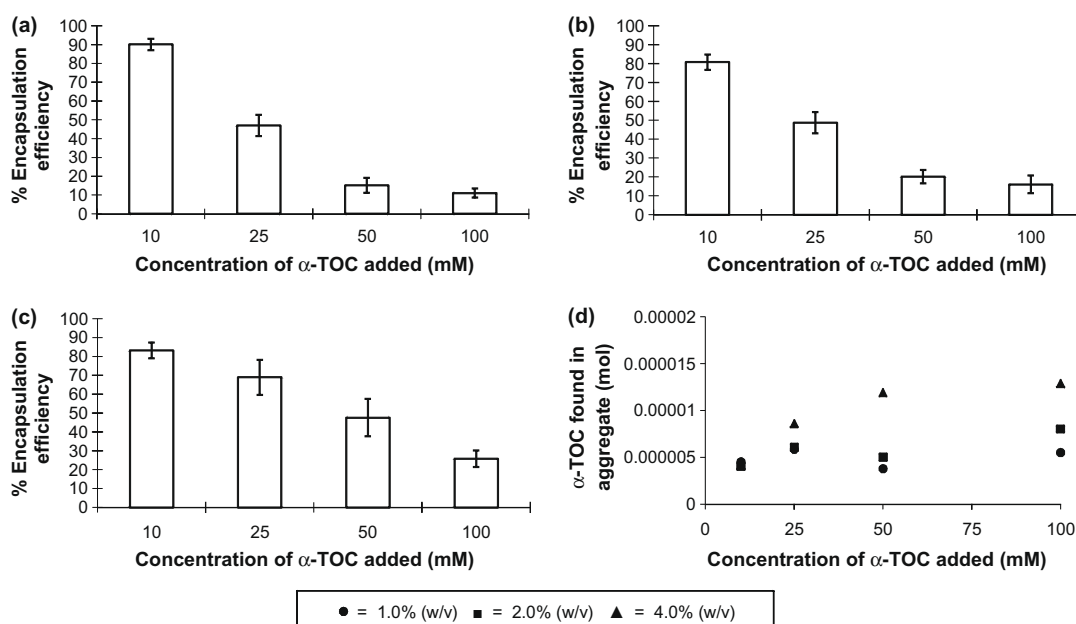 (a)
100
90
80
70
60
50
40
30
20
10
0
% Encapsulation
efficiency
10 25 50 100
Concentration of α-TOC added (mM)
(b)
100
90
80
70
60
50
40
30
20
10
0
% Encapsulation
efficiency
10 25 50 100
Concentration of α-TOC added (mM)
(c)
100
90
80
70
60
50
40
30
20
10
0
% Encapsulation
efficiency
10 25 50 100
Concentration of α-TOC added (mM)
(d)
0.00002
0.000015
0.00001
0.000005
0
α-TOC found in
aggregate (mol)
0 25 50 75 100
Concentration of α-TOC added (mM)
● = 1.0% (w/v) ■ = 2.0% (w/v) ▲ = 4.0% (w/v)